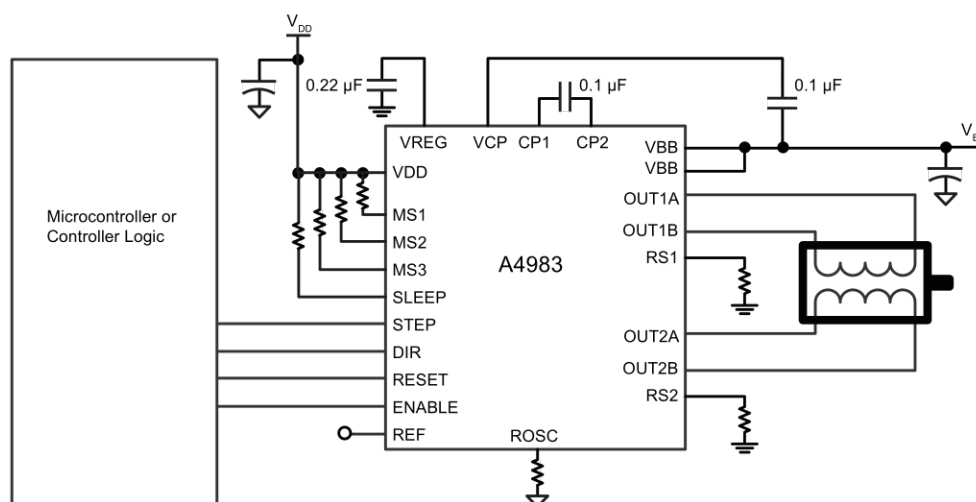 VDD
0.22 µF
0.1 µF
0.1 µF
VREG
VCP
CP1
CP2
VBB
VBB
VDD
OUT1A
MS1
OUT1B
Microcontroller or
Controller Logic
MS2
RS1
MS3
A4983
SLEEP
STEP
OUT2A
DIR
OUT2B
RESET
RS2
ENABLE
REF
ROSC